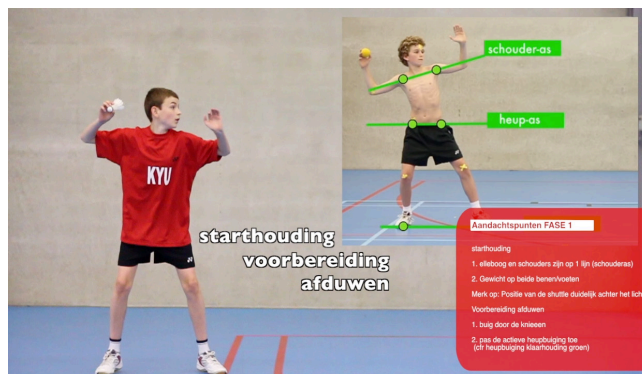 schouder-as
heup-as
KYU
starthouding
voorbereiding
afduwen
Aandachtspunten FASE 1
starthouding
1. elleboog en schouders zijn op 1 lijn (schouderas)
2. Gewicht op beide benen/voeten
Merk op: Positie van de shuttle duidelijk achter het lich
Voorbereiding afduwen
1. buig door de knieeen
2. pas de actieve heupbuiging toe
(cfr heupbuiging klaarhouding groen)